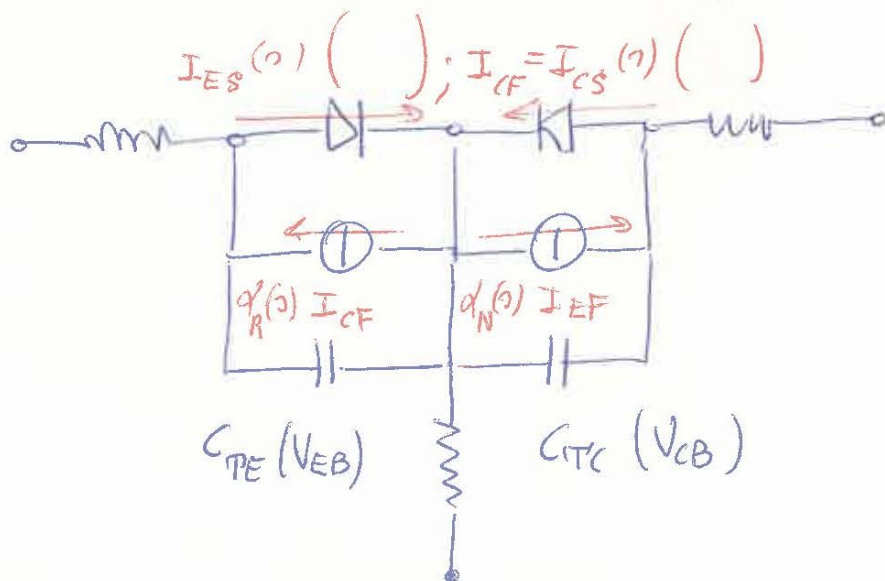 I_ES(s) ( ) ; I_CF = I_CS(s) ( )
α_R(s) I_CF α_N(s) I_EF
C_TE (V_EB) C_TC (V_CB)